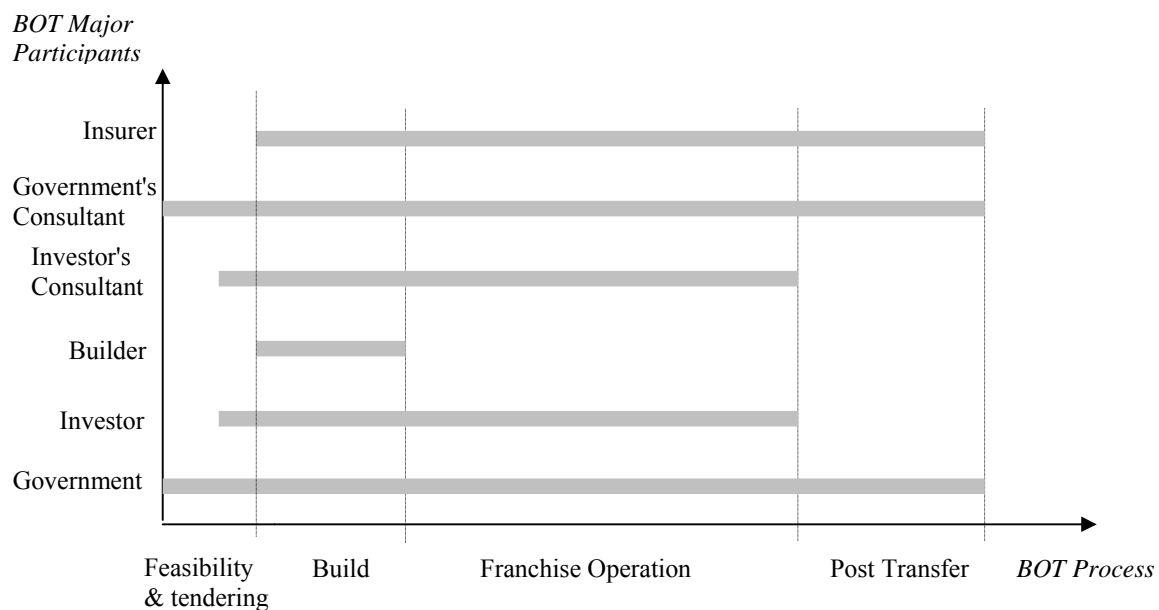 BOT Major
Participants
Insurer
Government's
Consultant
Investor's
Consultant
Builder
Investor
Government
Feasibility
& tendering
Build
Franchise Operation
Post Transfer
BOT Process